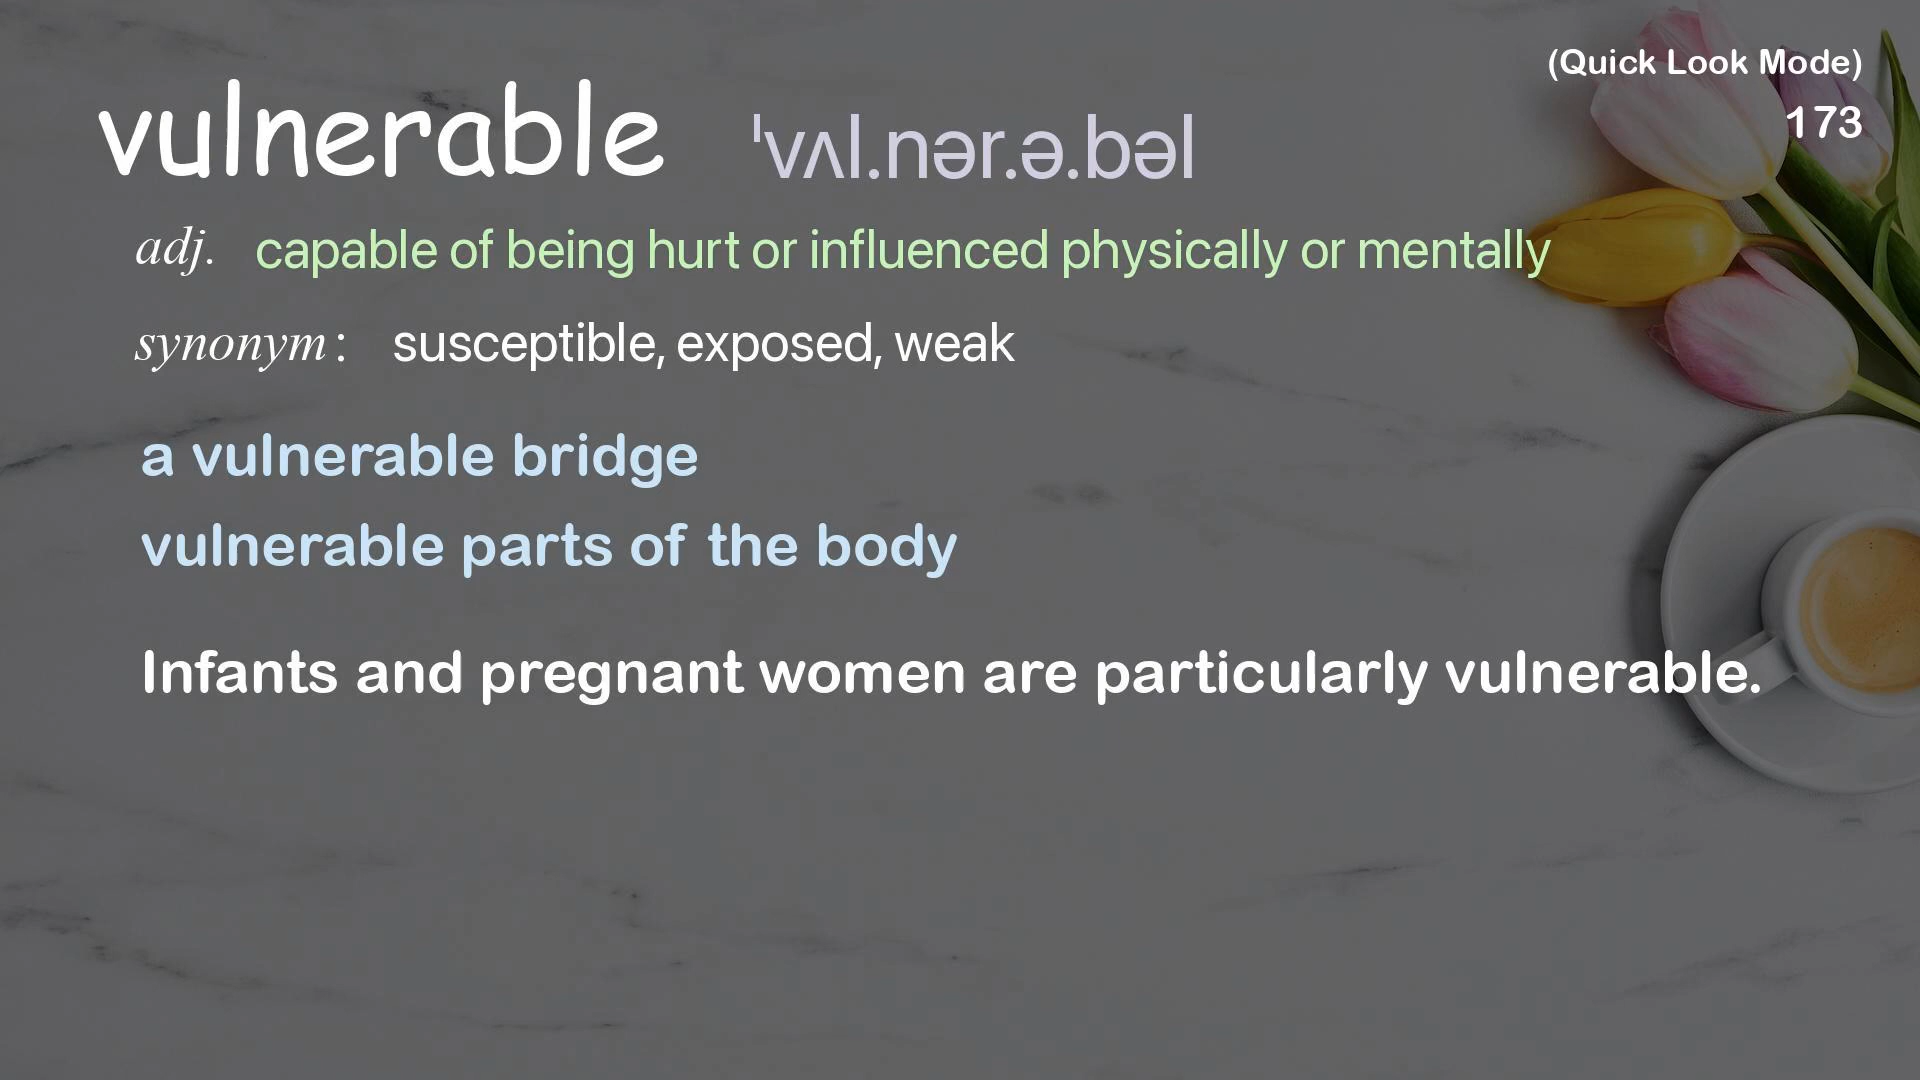 (Quick Look Mode)
173
vulnerable ˈvʌl.nər.ə.bəl
adj. capable of being hurt or influenced physically or mentally
synonym: susceptible, exposed, weak
a vulnerable bridge
vulnerable parts of the body
Infants and pregnant women are particularly vulnerable.